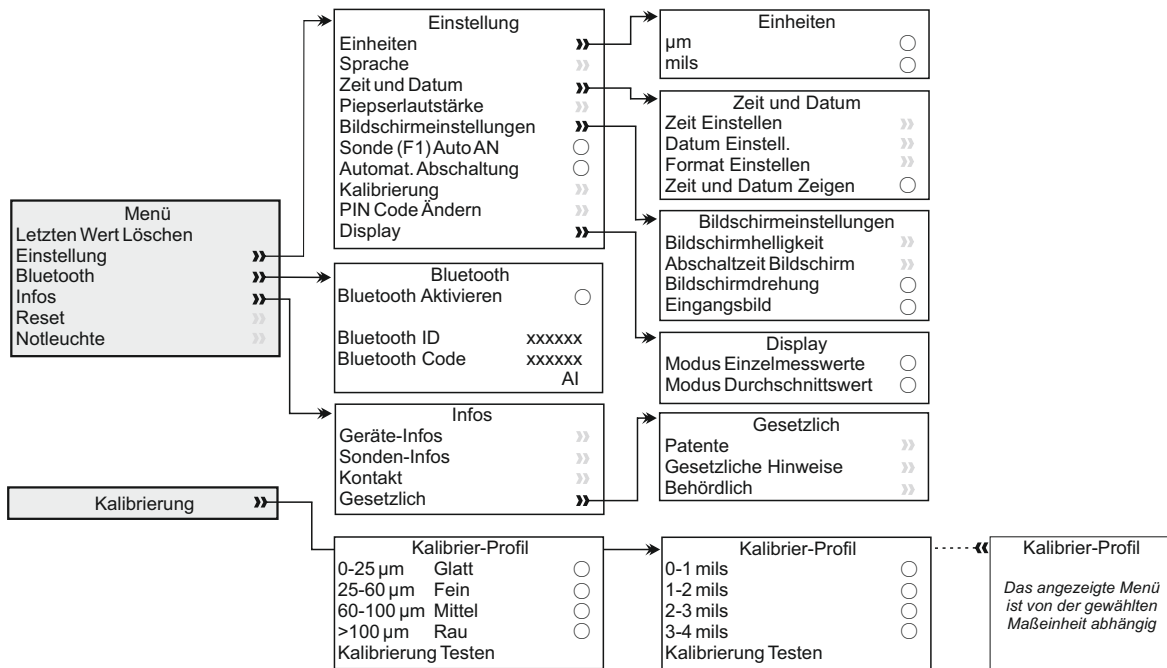 Menü
Letzten Wert Löschen
Einstellung
Bluetooth
Infos
Reset
Notleuchte
Kalibrierung
Einstellung
Einheiten
Sprache
Zeit und Datum
Piepserlautstärke
Bildschirmeinstellungen
Sonde (F1) Auto AN
Automat. Abschaltung
Kalibrierung
PIN Code Ändern
Display
Bluetooth
Bluetooth Aktivieren
Bluetooth ID xxxxxx
Bluetooth Code xxxxxx
AI
Infos
Geräte-Infos
Sonden-Infos
Kontakt
Gesetzlich
Kalibrier-Profil
0-25 µm Glatt
25-60 µm Fein
60-100 µm Mittel
>100 µm Rau
Kalibrierung Testen
Einheiten
µm
mils
Zeit und Datum
Zeit Einstellen
Datum Einstell.
Format Einstellen
Zeit und Datum Zeigen
Bildschirmeinstellungen
Bildschirmhelligkeit
Abschaltzeit Bildschirm
Bildschirmdrehung
Eingangsbild
Display
Modus Einzelmesswerte
Modus Durchschnittswert
Gesetzlich
Patente
Gesetzliche Hinweise
Behördlich
Kalibrier-Profil
0-1 mils
1-2 mils
2-3 mils
3-4 mils
Kalibrierung Testen
Kalibrier-Profil
Das angezeigte Menü
ist von der gewählten
Maßeinheit abhängig